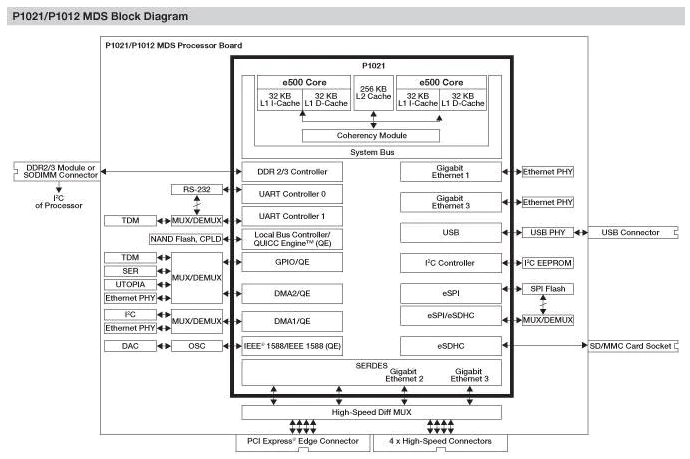 P1021/P1012 MDS Block Diagram
P1021/P1012 MDS Processor Board
P1021
e500 Core
32 KB
L1 I-Cache
32 KB
L1 D-Cache
256 KB
L2 Cache
e500 Core
32 KB
L1 I-Cache
32 KB
L1 D-Cache
Coherency Module
System Bus
DDR2/3 Module or
SODIMM Connector
I²C
of Processor
DDR 2/3 Controller
RS-232
UART Controller 0
TDM
MUX/DEMUX
UART Controller 1
NAND Flash, CPLD
Local Bus Controller/
QUICC Engine™ (QE)
TDM
SER
UTOPIA
Ethernet PHY
MUX/DEMUX
GPIO/QE
DMA2/QE
I²C
Ethernet PHY
MUX/DEMUX
DMA1/QE
DAC
OSC
IEEE® 1588/IEEE 1588 (QE)
Gigabit
Ethernet 1
Ethernet PHY
Gigabit
Ethernet 3
Ethernet PHY
USB
USB PHY
USB Connector
I²C Controller
I²C EEPROM
eSPI
SPI Flash
eSPI/eSDHC
MUX/DEMUX
eSDHC
SD/MMC Card Socket
SERDES
Gigabit
Ethernet 2
Gigabit
Ethernet 3
High-Speed Diff MUX
PCI Express® Edge Connector
4 x High-Speed Connectors